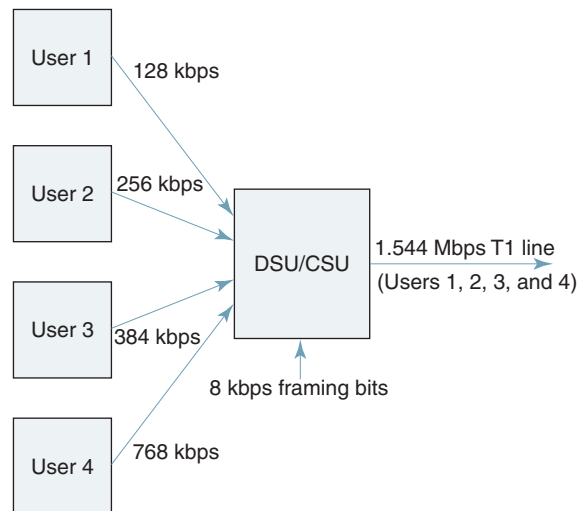 User 1
128 kbps
User 2
256 kbps
DSU/CSU
1.544 Mbps T1 line
(Users 1, 2, 3, and 4)
User 3
384 kbps
8 kbps framing bits
User 4
768 kbps